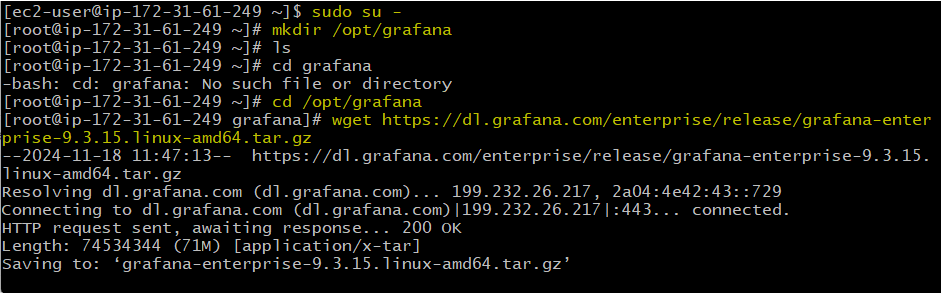 [ec2-user@ip-172-31-61-249 ~]$ sudo su -
[root@ip-172-31-61-249 ~]# mkdir /opt/grafana
[root@ip-172-31-61-249 ~]# ls
[root@ip-172-31-61-249 ~]# cd grafana
-bash: cd: grafana: No such file or directory
[root@ip-172-31-61-249 ~]# cd /opt/grafana
[root@ip-172-31-61-249 grafana]# wget https://dl.grafana.com/enterprise/release/grafana-enter
prise-9.3.15.linux-amd64.tar.gz
--2024-11-18 11:47:13--  https://dl.grafana.com/enterprise/release/grafana-enterprise-9.3.15.
linux-amd64.tar.gz
Resolving dl.grafana.com (dl.grafana.com)... 199.232.26.217, 2a04:4e42:43::729
Connecting to dl.grafana.com (dl.grafana.com)|199.232.26.217|:443... connected.
HTTP request sent, awaiting response... 200 OK
Length: 74534344 (71M) [application/x-tar]
Saving to: ‘grafana-enterprise-9.3.15.linux-amd64.tar.gz’